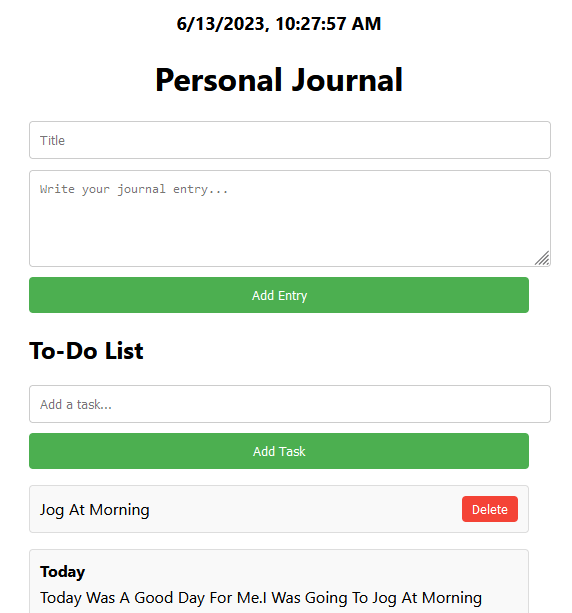 6/13/2023, 10:27:57 AM
Personal Journal
Title
Write your journal entry...
Add Entry
To-Do List
Add a task...
Add Task
Jog At Morning
Delete
Today
Today Was A Good Day For Me.I Was Going To Jog At Morning